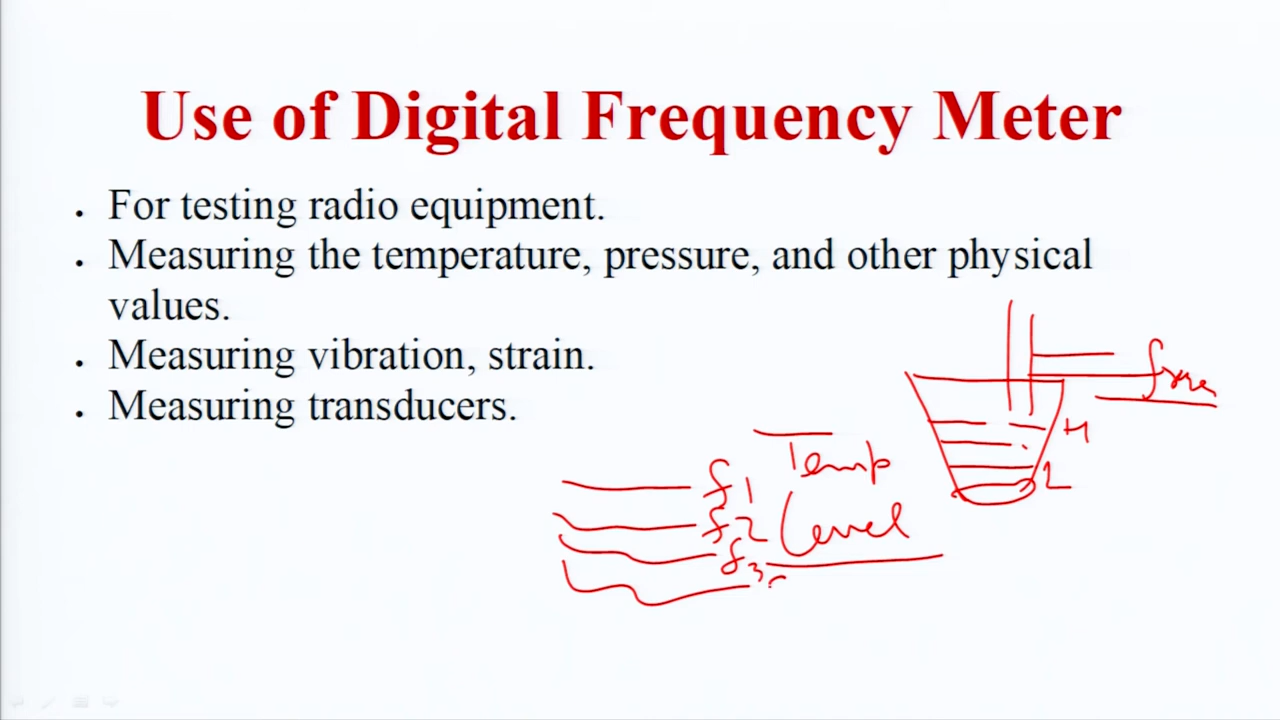 Use of Digital Frequency Meter
• For testing radio equipment.
• Measuring the temperature, pressure, and other physical
values.
• Measuring vibration, strain.
• Measuring transducers.
H
L
Temp
Level
f1
f2
f3